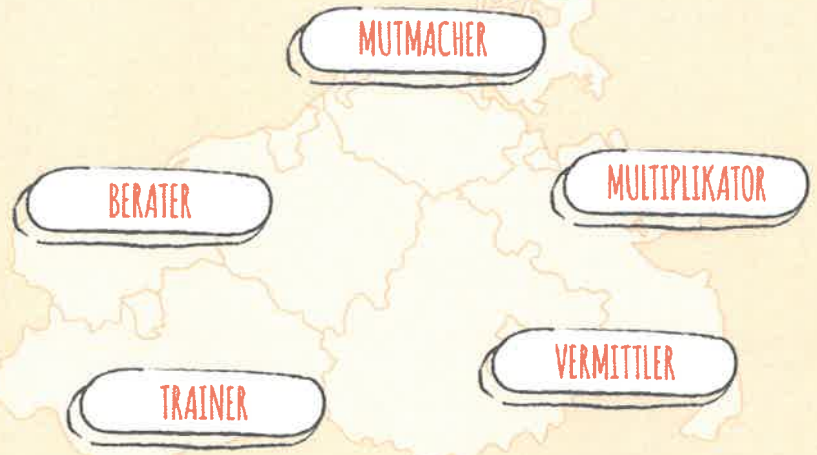 MUTMACHER
BERATER
MULTIPLIKATOR
TRAINER
VERMITTLER